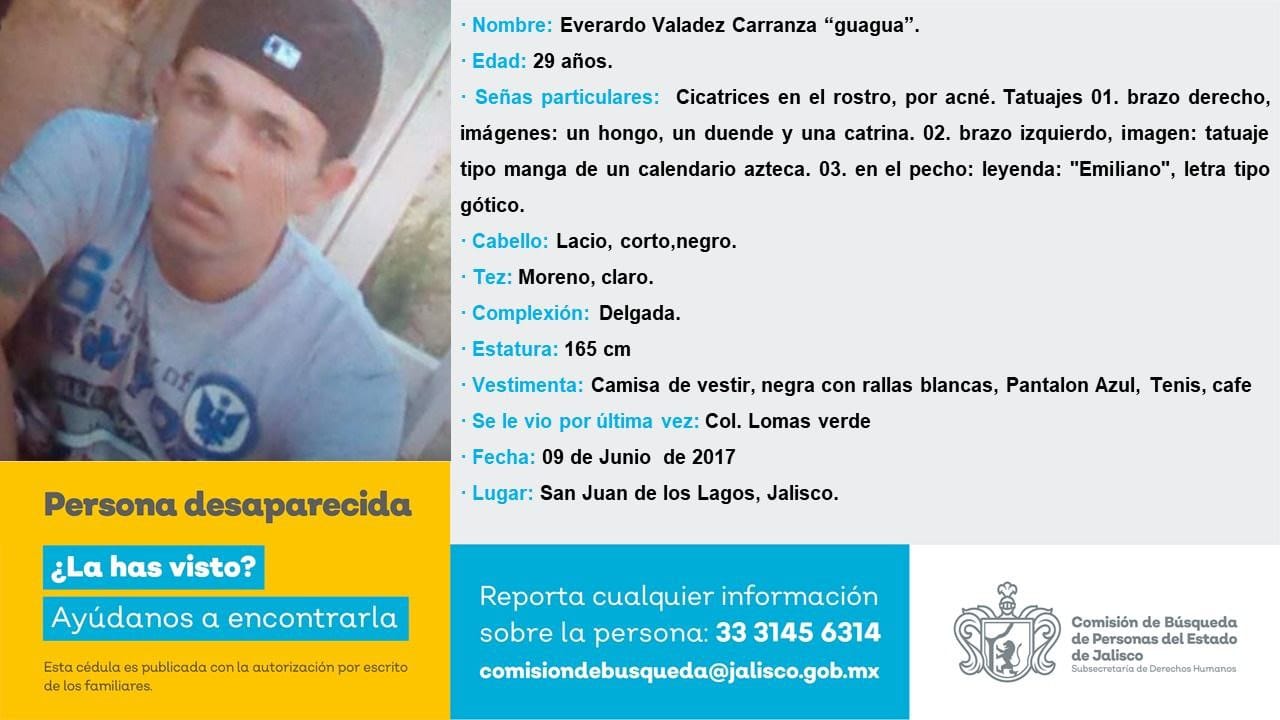 · Nombre: Everardo Valadez Carranza “guagua”.
· Edad: 29 años.
· Señas particulares: Cicatrices en el rostro, por acné. Tatuajes 01. brazo derecho,
imágenes: un hongo, un duende y una catrina. 02. brazo izquierdo, imagen: tatuaje
tipo manga de un calendario azteca. 03. en el pecho: leyenda: "Emiliano", letra tipo
gótico.
· Cabello: Lacio, corto,negro.
· Tez: Moreno, claro.
· Complexión: Delgada.
· Estatura: 165 cm
· Vestimenta: Camisa de vestir, negra con rallas blancas, Pantalon Azul, Tenis, cafe
· Se le vio por última vez: Col. Lomas verde
· Fecha: 09 de Junio de 2017
· Lugar: San Juan de los Lagos, Jalisco.
Persona desaparecida
¿La has visto?
Ayúdanos a encontrarla
Esta cédula es publicada con la autorización por escrito
de los familiares.
Reporta cualquier información
sobre la persona: 33 3145 6314
comisiondebusqueda@jalisco.gob.mx
Comisión de Búsqueda
de Personas del Estado
de Jalisco
Subsecretaría de Derechos Humanos